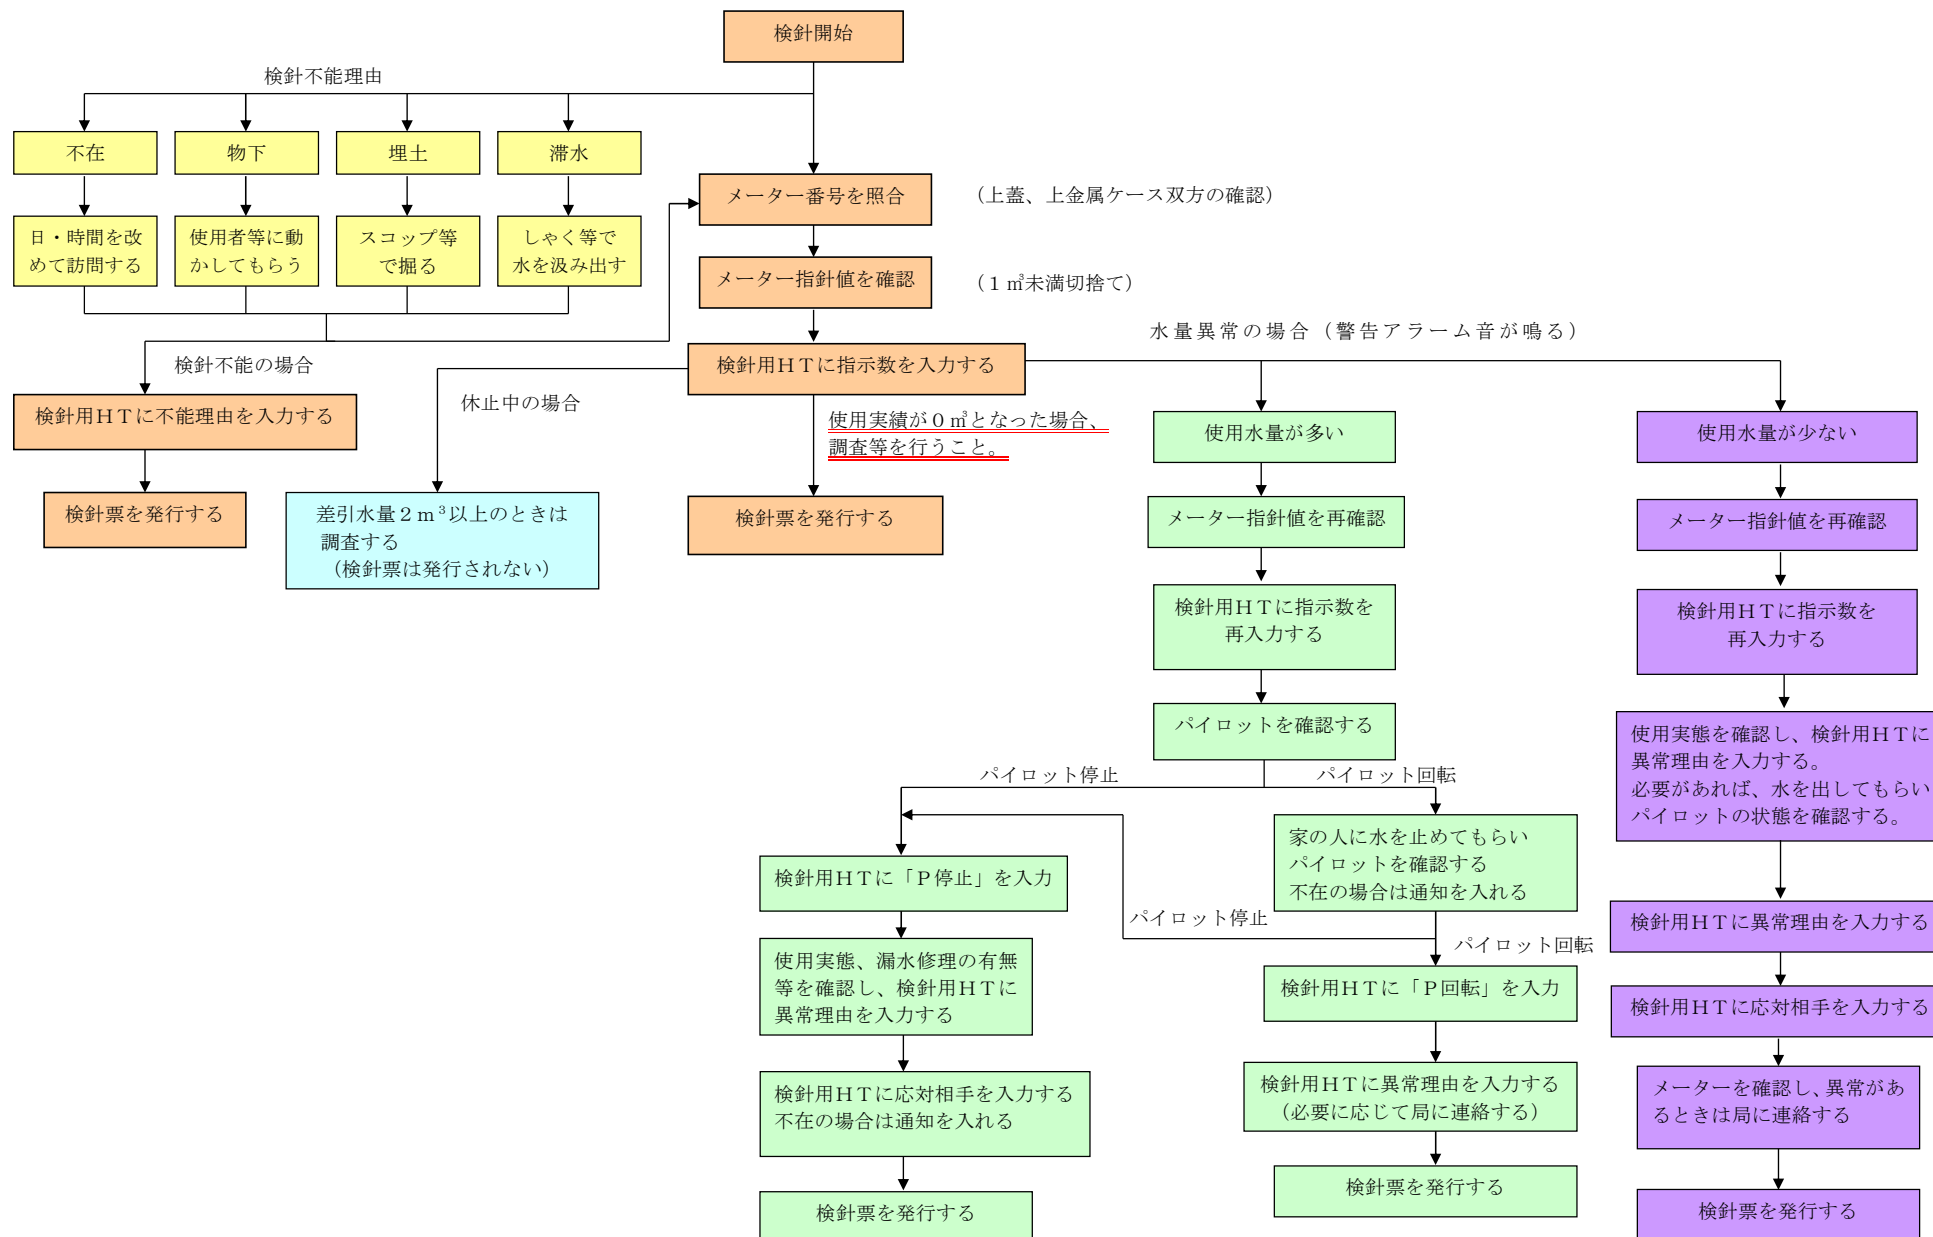 検針開始
検針不能理由
不在
物下
埋土
滞水
日・時間を改
めて訪問する
使用者等に動
かしてもらう
スコップ等
で掘る
しゃく等で
水を汲み出す
メーター番号を照合
（上蓋、上金属ケース双方の確認）
メーター指針値を確認
（１㎥未満切捨て）
検針用ＨＴに指示数を入力する
水量異常の場合（警告アラーム音が鳴る）
検針不能の場合
検針用ＨＴに不能理由を入力する
検針票を発行する
休止中の場合
差引水量２ｍ³以上のときは
調査する
（検針票は発行されない）
使用実績が０㎥となった場合、
調査等を行うこと。
検針票を発行する
使用水量が多い
メーター指針値を再確認
検針用ＨＴに指示数を
再入力する
パイロットを確認する
パイロット停止
パイロット回転
検針用ＨＴに「Ｐ停止」を入力
使用実態、漏水修理の有無
等を確認し、検針用ＨＴに
異常理由を入力する
検針用ＨＴに応対相手を入力する
不在の場合は通知を入れる
検針票を発行する
家の人に水を止めてもらい
パイロットを確認する
不在の場合は通知を入れる
パイロット停止
パイロット回転
検針用ＨＴに「Ｐ回転」を入力
検針用ＨＴに異常理由を入力する
（必要に応じて局に連絡する）
検針票を発行する
使用水量が少ない
メーター指針値を再確認
検針用ＨＴに指示数を
再入力する
使用実態を確認し、検針用ＨＴに
異常理由を入力する。
必要があれば、水を出してもらい
パイロットの状態を確認する。
検針用ＨＴに異常理由を入力する
検針用ＨＴに応対相手を入力する
メーターを確認し、異常があ
るときは局に連絡する
検針票を発行する